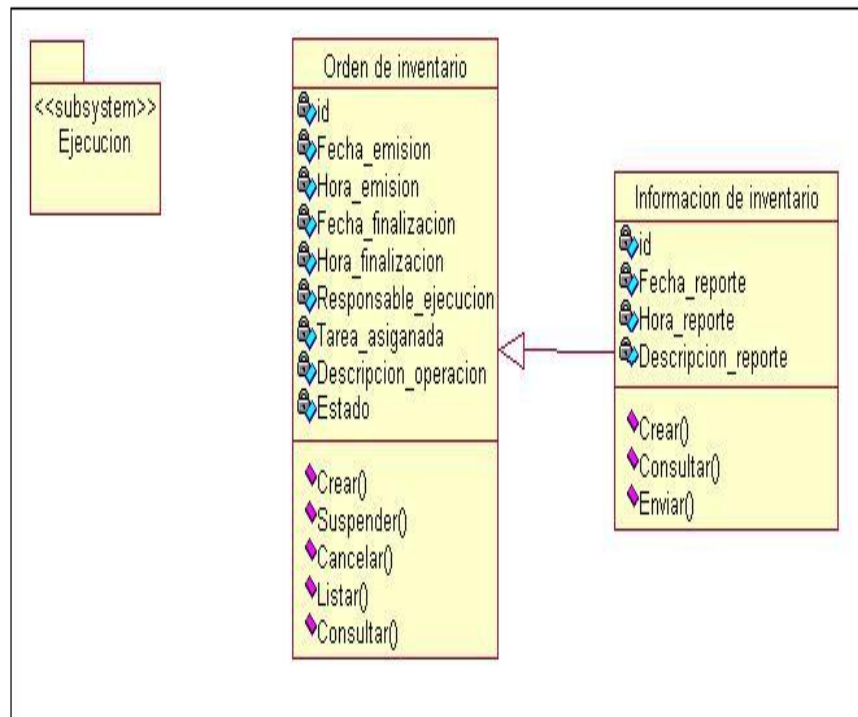 <<subsystem>>
Ejecucion
Orden de inventario
id
Fecha_emision
Hora_emision
Fecha_finalizacion
Hora_finalizacion
Responsable_ejecucion
Tarea_asiganada
Descripcion_operacion
Estado
Crear()
Suspender()
Cancelar()
Listar()
Consultar()
Informacion de inventario
id
Fecha_reporte
Hora_reporte
Descripcion_reporte
Crear()
Consultar()
Enviar()